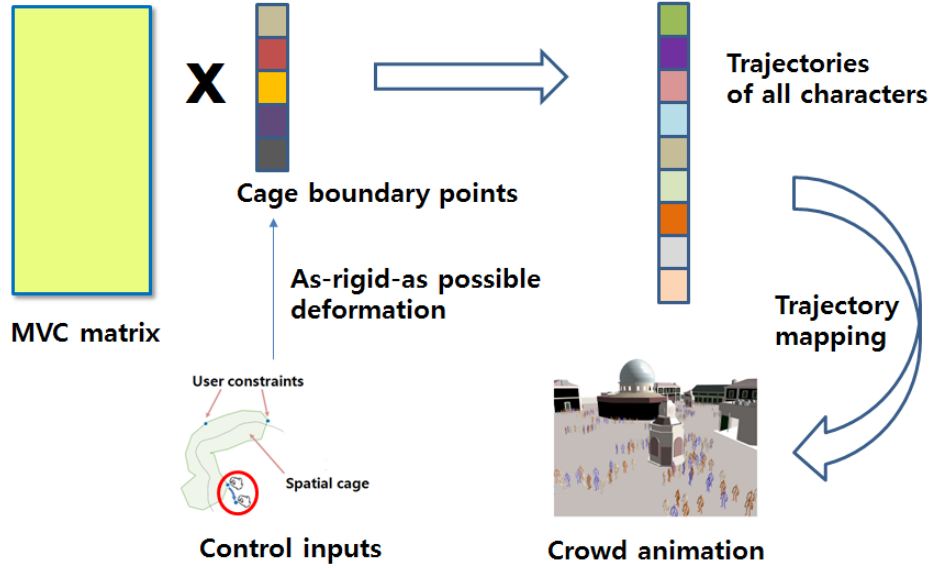 X
Trajectories
of all characters
Cage boundary points
As-rigid-as possible
deformation
MVC matrix
Trajectory
mapping
User constraints
Spatial cage
Control inputs
Crowd animation